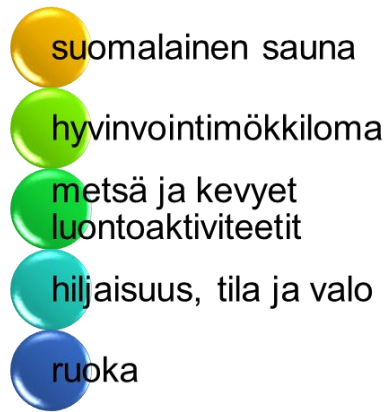 suomalainen sauna
hyvinvointimökkiloma
metsä ja kevyet
luontoaktiviteetit
hiljaisuus, tila ja valo
ruoka